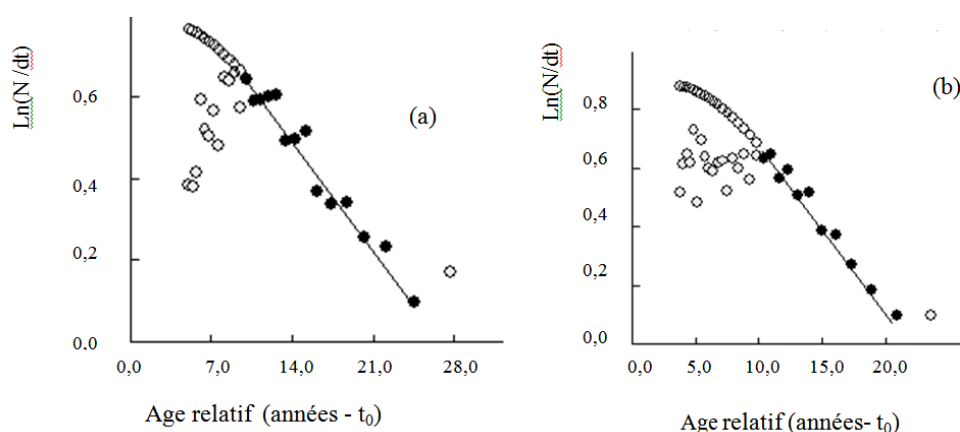 Ln(N /dt)
(a)
0,6
0,4
0,2
0,0
0,0 7,0 14,0 21,0 28,0
Age relatif (années - t₀)
Ln(N/dt)
(b)
0,8
0,6
0,4
0,2
0,0
0,0 5,0 10,0 15,0 20,0
Age relatif (années- t₀)